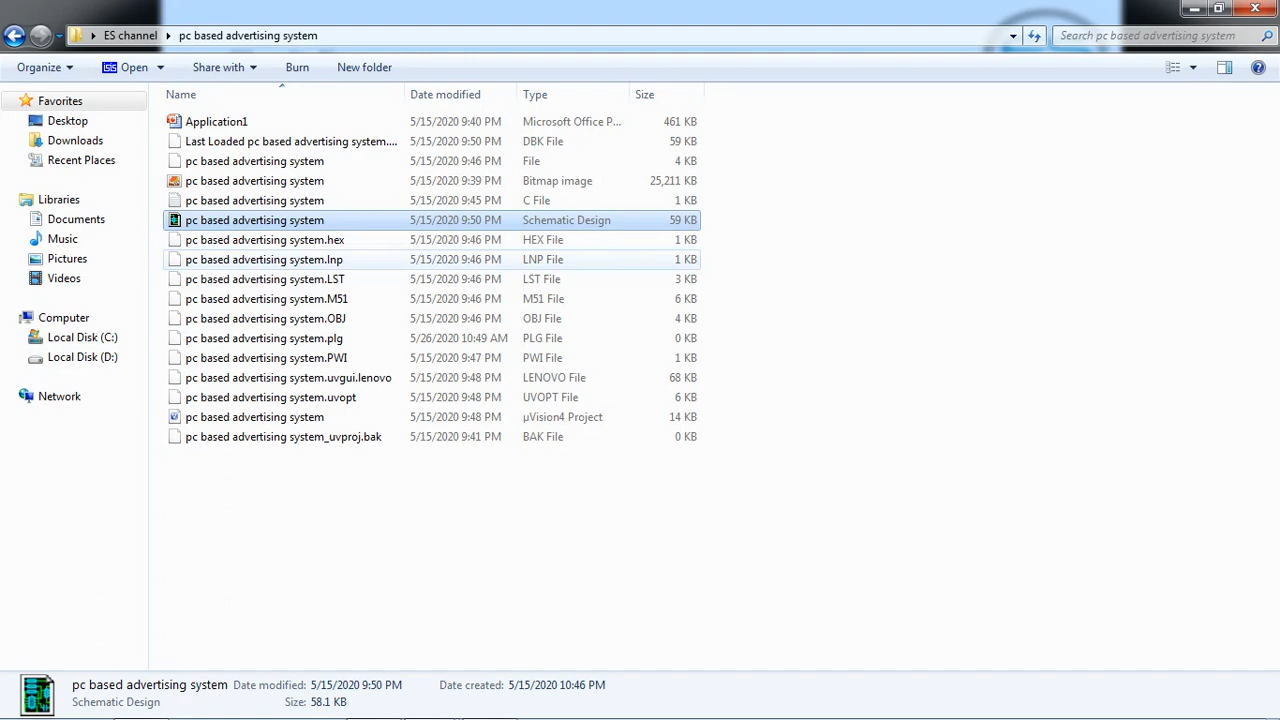 ES channel pc based advertising system Search pc based advertising system
Organize Open Share with Burn New folder
Name Date modified Type Size
Favorites
Desktop
Downloads
Recent Places
Libraries
Documents
Music
Pictures
Videos
Computer
Local Disk (C:)
Local Disk (D:)
Network
Application1 5/15/2020 9:40 PM Microsoft Office P... 461 KB
Last Loaded pc based advertising system.... 5/15/2020 9:50 PM DBK File 59 KB
pc based advertising system 5/15/2020 9:46 PM File 4 KB
pc based advertising system 5/15/2020 9:39 PM Bitmap image 25,211 KB
pc based advertising system 5/15/2020 9:45 PM C File 1 KB
pc based advertising system 5/15/2020 9:50 PM Schematic Design 59 KB
pc based advertising system.hex 5/15/2020 9:46 PM HEX File 1 KB
pc based advertising system.lnp 5/15/2020 9:46 PM LNP File 1 KB
pc based advertising system.LST 5/15/2020 9:46 PM LST File 3 KB
pc based advertising system.M51 5/15/2020 9:46 PM M51 File 6 KB
pc based advertising system.OBJ 5/15/2020 9:46 PM OBJ File 4 KB
pc based advertising system.plg 5/26/2020 10:49 AM PLG File 0 KB
pc based advertising system.PWI 5/15/2020 9:47 PM PWI File 1 KB
pc based advertising system.uvgui.lenovo 5/15/2020 9:48 PM LENOVO File 68 KB
pc based advertising system.uvopt 5/15/2020 9:48 PM UVOPT File 6 KB
pc based advertising system 5/15/2020 9:48 PM µVision4 Project 14 KB
pc based advertising system_uvproj.bak 5/15/2020 9:41 PM BAK File 0 KB
pc based advertising system Date modified: 5/15/2020 9:50 PM Date created: 5/15/2020 10:46 PM
Schematic Design Size: 58.1 KB